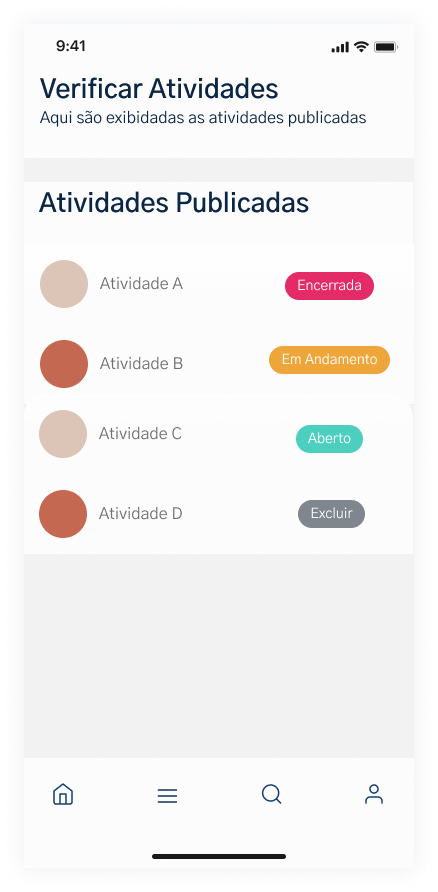 9:41
Verificar Atividades
Aqui são exibidadas as atividades publicadas
Atividades Publicadas
Atividade A
Encerrada
Atividade B
Em Andamento
Atividade C
Aberto
Atividade D
Excluir